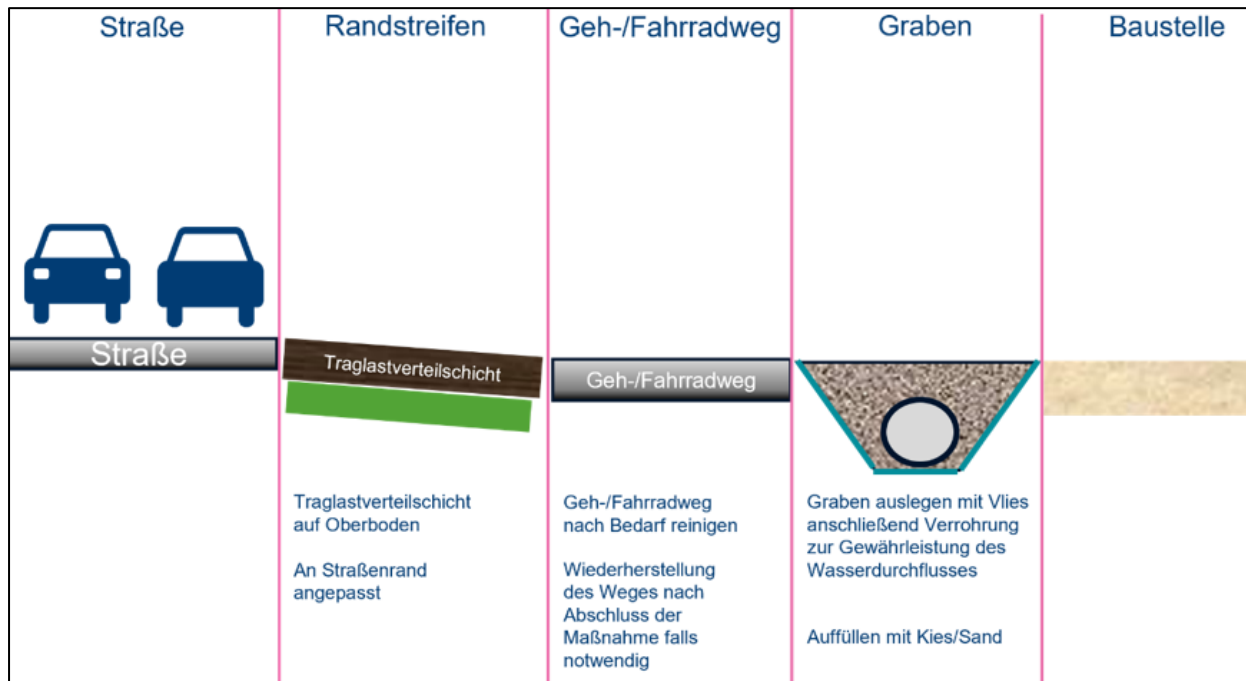 Straße
Randstreifen
Geh-/Fahrradweg
Graben
Baustelle
Straße
Traglastverteilschicht
Geh-/Fahrradweg
Traglastverteilschicht
auf Oberboden
An Straßenrand
angepasst
Geh-/Fahrradweg
nach Bedarf reinigen
Wiederherstellung
des Weges nach
Abschluss der
Maßnahme falls
notwendig
Graben auslegen mit Vlies
anschließend Verrohrung
zur Gewährleistung des
Wasserdurchflusses
Auffüllen mit Kies/Sand